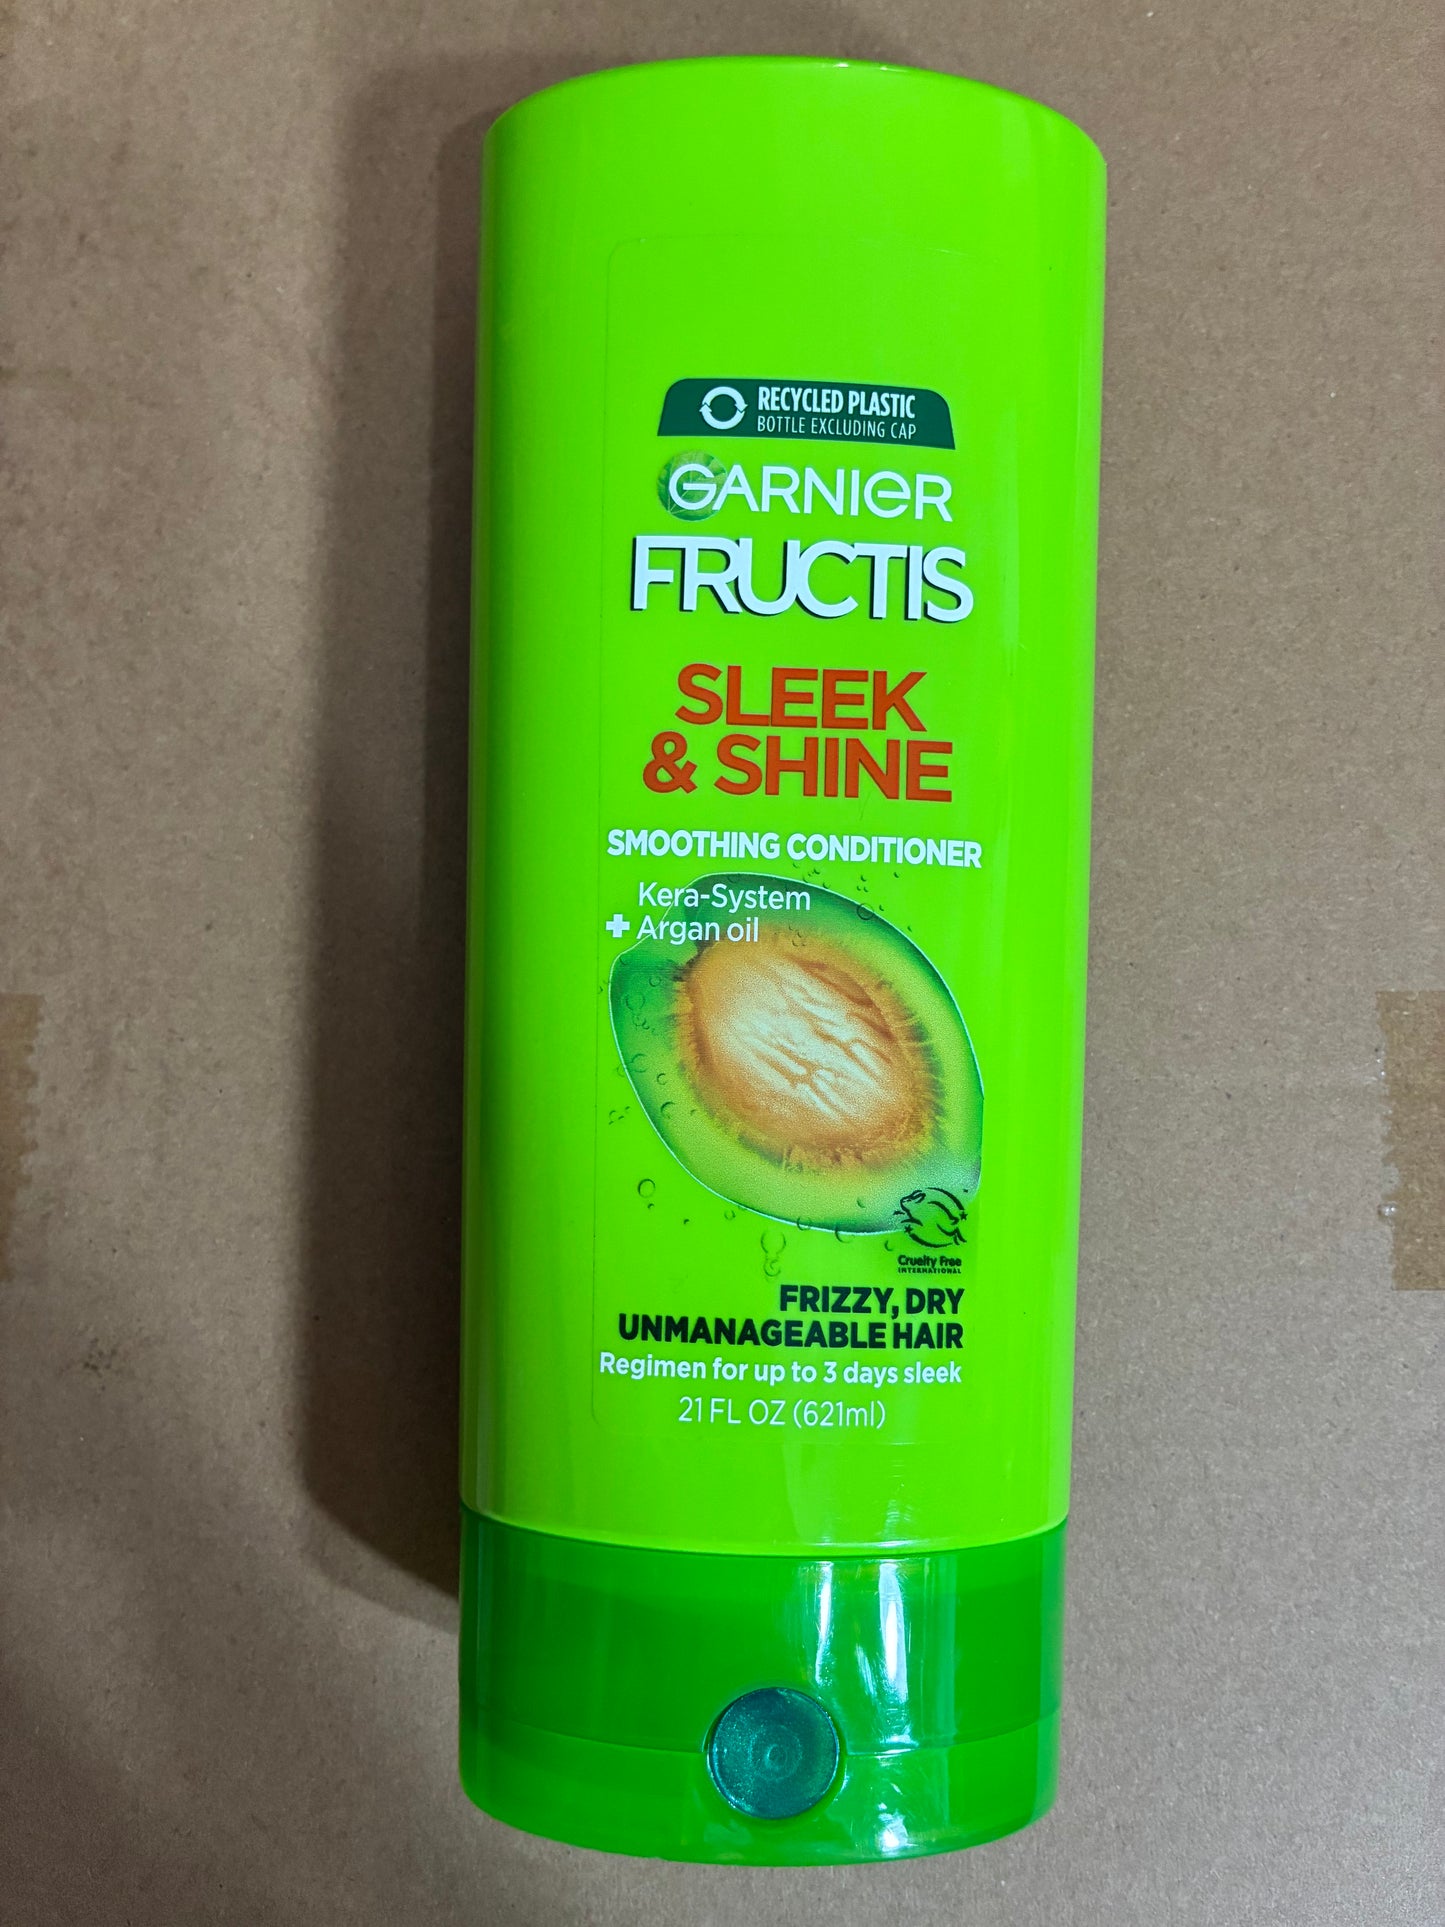 RECYCLED PLASTIC
BOTTLE EXCLUDING CAP
GARNIER
FRUCTIS
SLEEK
& SHINE
SMOOTHING CONDITIONER
Kera-System
+ Argan oil
Cruelty Free
INTERNATIONAL
FRIZZY, DRY
UNMANAGEABLE HAIR
Regimen for up to 3 days sleek
21 FL OZ (621ml)